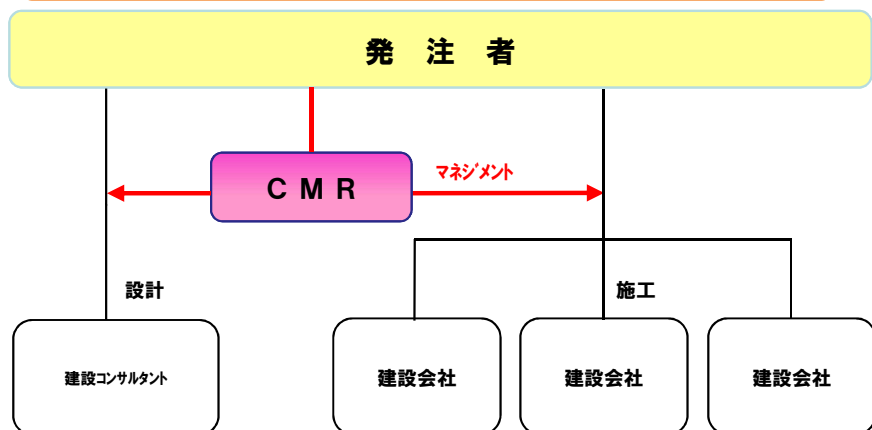 発 注 者
CMR
マネジメント
設計
施工
建設コンサルタント
建設会社
建設会社
建設会社